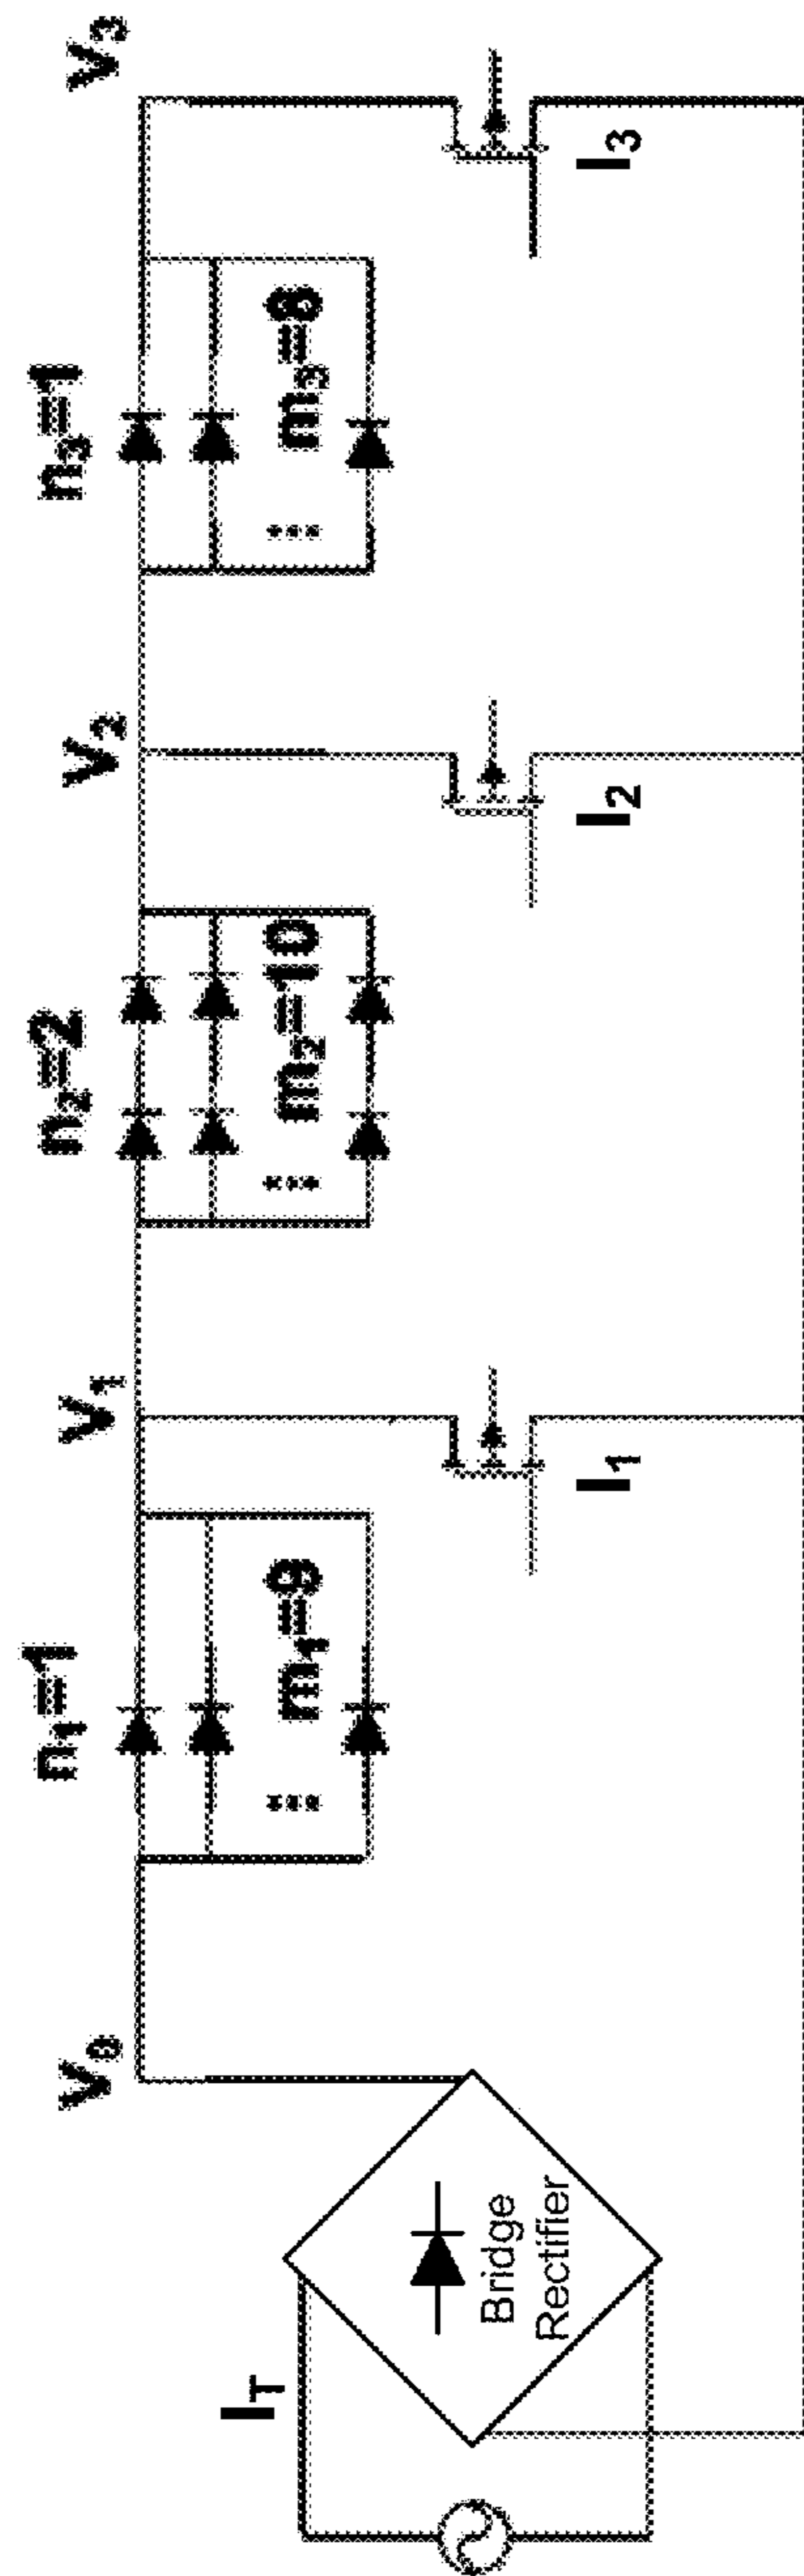 I_T
Bridge
Rectifier
V₀
n₁=1
m₁=9
...
V₁
I₁
n₂=2
m₂=10
...
V₂
I₂
n₃=1
m₃=8
...
V₃
I₃